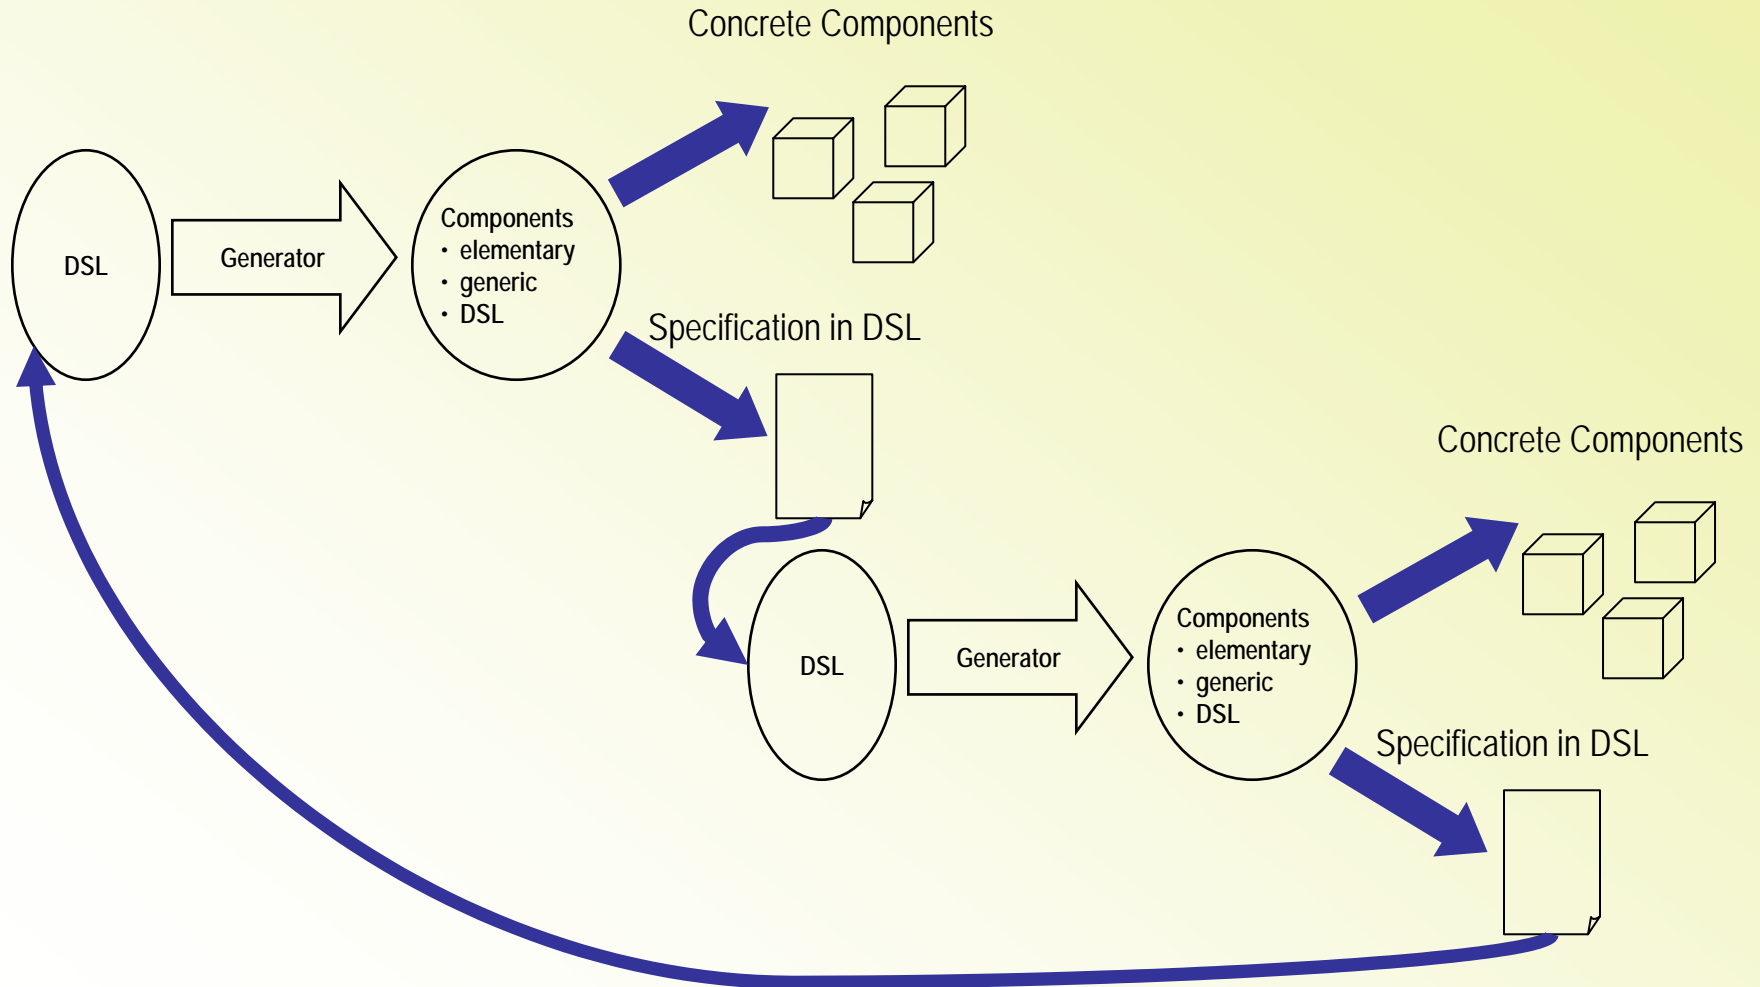 Concrete Components
DSL
Generator
Components
• elementary
• generic
• DSL
Specification in DSL
Concrete Components
DSL
Generator
Components
• elementary
• generic
• DSL
Specification in DSL